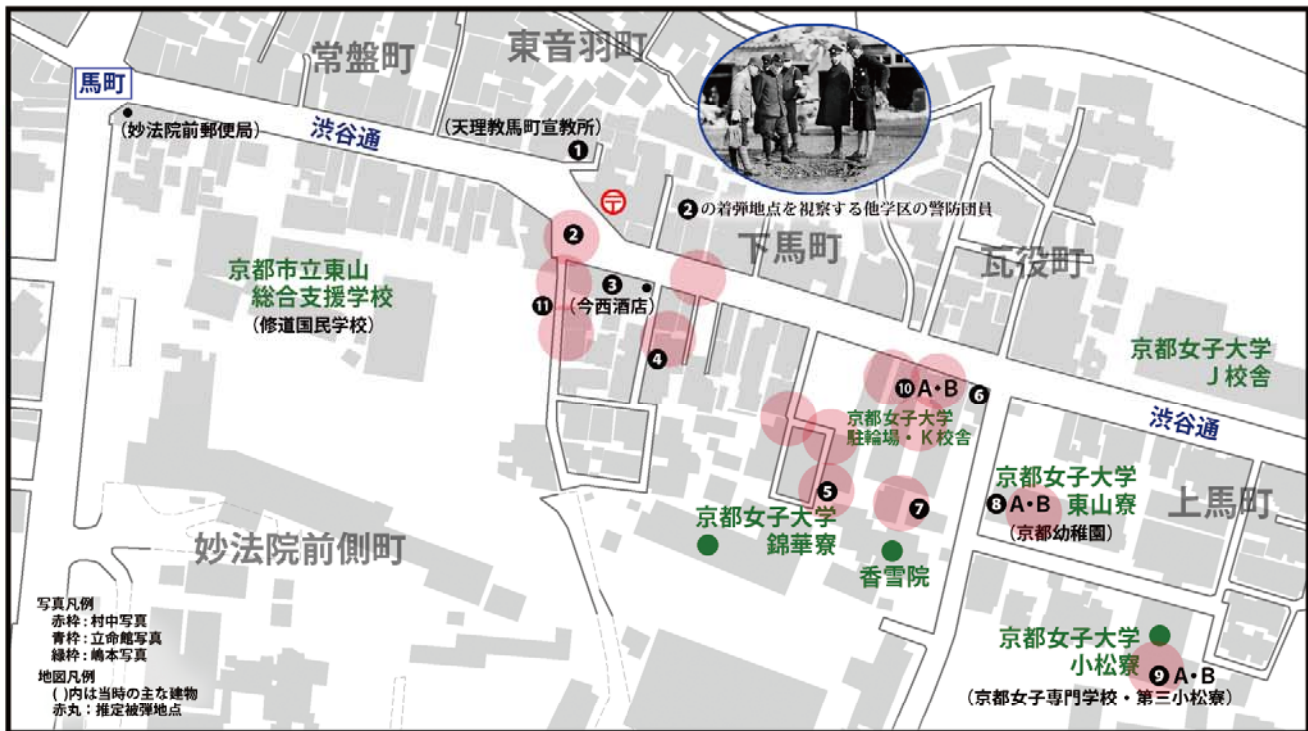 常盤町
東音羽町
馬町
(妙法院前郵便局)
渋谷通
(天理教馬町宣教所)
❶
〒
❷の着弾地点を視察する他学区の警防団員
❷
下馬町
瓦役町
京都市立東山
総合支援学校
(修道国民学校)
❸
(今西酒店)
⓫
❹
京都女子大学
J校舎
❿A・B
❻
京都女子大学
駐輪場・K校舎
渋谷通
❺
❼
京都女子大学
錦華寮
香雪院
京都女子大学
❽A・B 東山寮
(京都幼稚園)
上馬町
妙法院前側町
写真凡例
赤枠:村中写真
青枠:立命館写真
緑枠:嶋本写真
地図凡例
( )内は当時の主な建物
赤丸:推定被弾地点
京都女子大学
小松寮
❾A・B
(京都女子専門学校・第三小松寮)